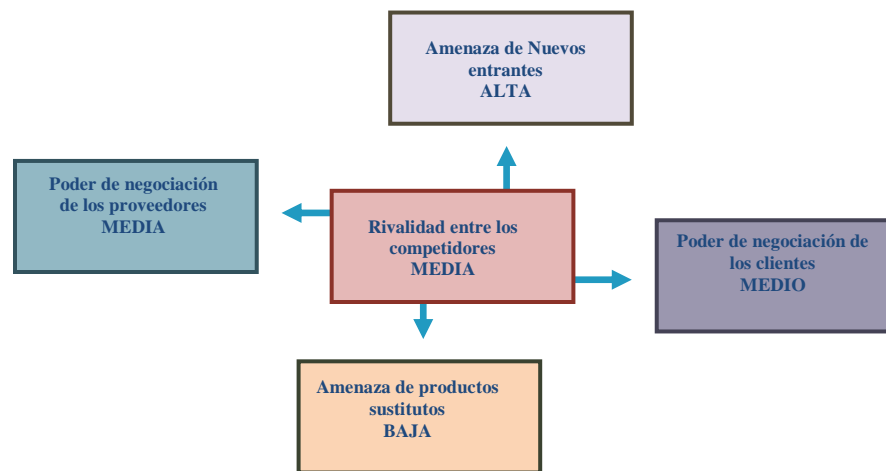 Amenaza de Nuevos
entrantes
ALTA
Poder de negociación
de los proveedores
MEDIA
Rivalidad entre los
competidores
MEDIA
Poder de negociación de
los clientes
MEDIO
Amenaza de productos
sustitutos
BAJA